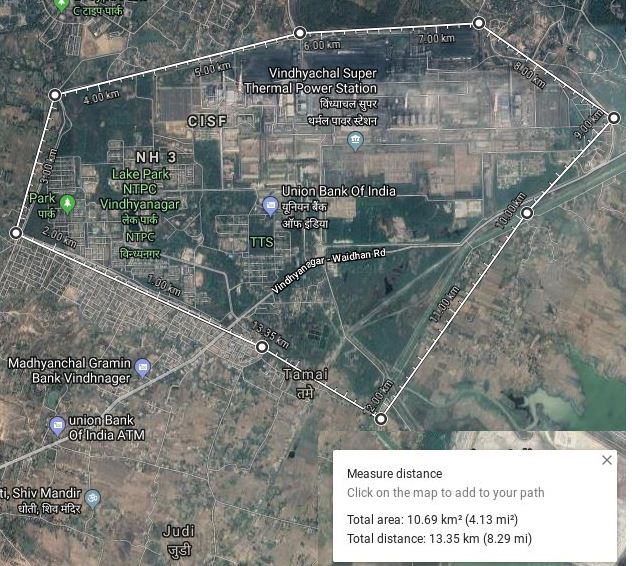 C टाइप पार्क
6.00 km
7.00 km
5.00 km
8.00 km
Vindhyachal Super
Thermal Power Station
विंध्याचल सुपर
थर्मल पावर स्टेशन
4.00 km
CISF
9.00 km
NH 3
3.00 km
Lake Park
NTPC
Vindhyanagar
लेक पार्क
NTPC
विन्ध्यनगर
Park
पार्क
Union Bank Of India
यूनियन बैंक
ऑफ इंडिया
10.00 km
2.00 km
TTS
Vindhyanagar - Waidhan Rd
1.00 km
11.00 km
13.35 km
Madhyanchal Gramin
Bank Vindhnager
Tamai
तमे
12.00 km
union Bank
Of India ATM
ti, Shiv Mandir
धोती, शिव मंदिर
Judi
जुडी
Measure distance
Click on the map to add to your path
Total area: 10.69 km² (4.13 mi²)
Total distance: 13.35 km (8.29 mi)